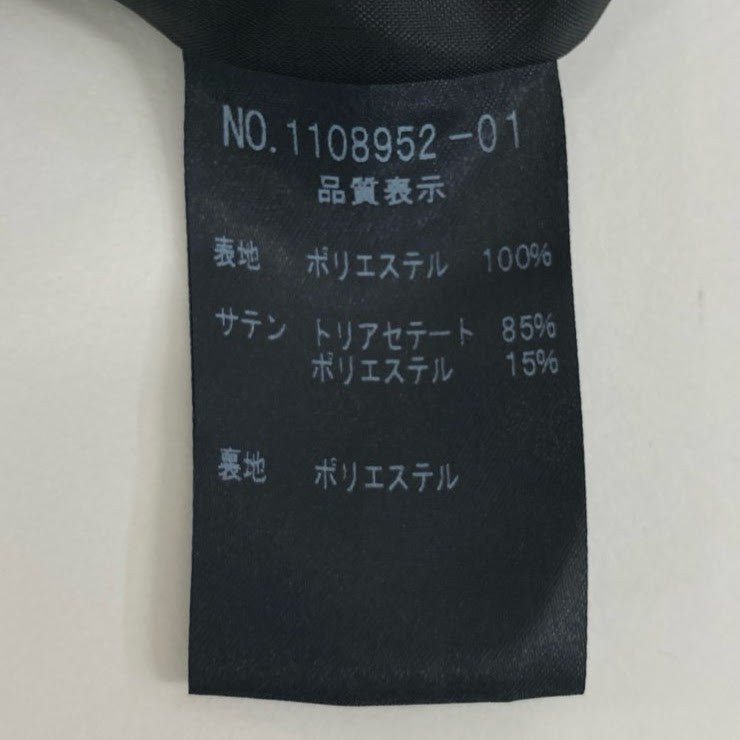 NO.1108952-01
品質表示
表地 ポリエステル 100%
サテン トリアセテート 85%
ポリエステル 15%
裏地 ポリエステル